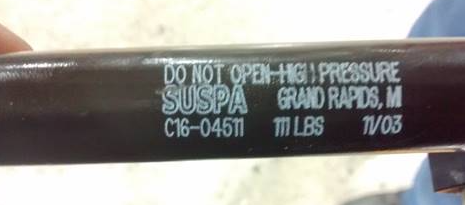 DO NOT OPEN-HIGH PRESSURE
SUSPA GRAND RAPIDS, MI
C16-04511 111 LBS 11/03